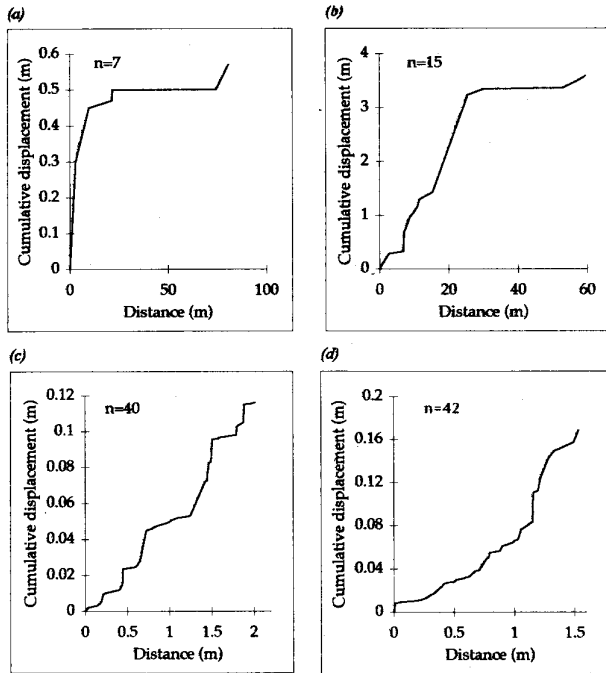 (a)
n=7
Cumulative displacement (m)
0.6
0.5
0.4
0.3
0.2
0.1
0
0 50 100
Distance (m)
(b)
n=15
Cumulative displacement (m)
4
3
2
1
0
0 20 40 60
Distance (m)
(c)
n=40
Cumulative displacement (m)
0.12
0.1
0.08
0.06
0.04
0.02
0
0 0.5 1 1.5 2
Distance (m)
(d)
n=42
Cumulative displacement (m)
0.2
0.16
0.12
0.08
0.04
0
0 0.5 1 1.5
Distance (m)